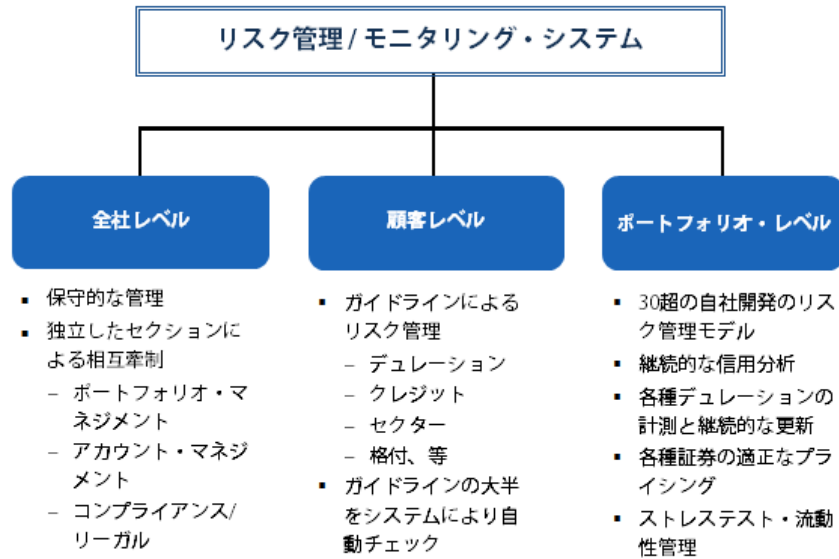 リスク管理 / モニタリング・システム
全社レベル
▪ 保守的な管理
▪ 独立したセクションに
よる相互牽制
– ポートフォリオ・マ
ネジメント
– アカウント・マネジ
メント
– コンプライアンス/
リーガル
顧客レベル
▪ ガイドラインによる
リスク管理
– デュレーション
– クレジット
– セクター
– 格付、等
▪ ガイドラインの大半
をシステムにより自
動チェック
ポートフォリオ・レベル
▪ 30超の自社開発のリス
ク管理モデル
▪ 継続的な信用分析
▪ 各種デュレーションの
計測と継続的な更新
▪ 各種証券の適正なプラ
イシング
▪ ストレステスト・流動
性管理